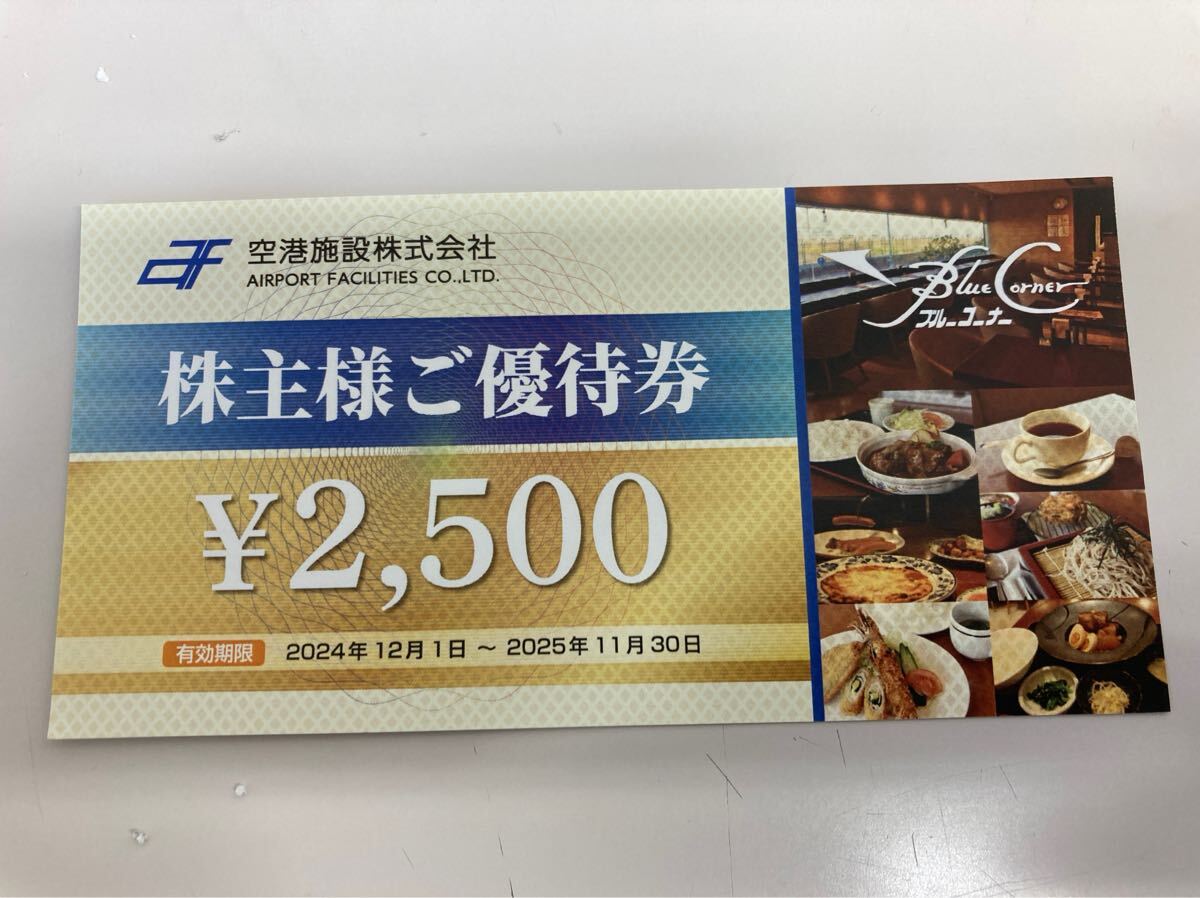 空港施設株式会社
AIRPORT FACILITIES CO.,LTD.
株主様ご優待券
¥2,500
有効期限 2024年12月1日 ~ 2025年11月30日
Blue Corner
ブルーコーナー